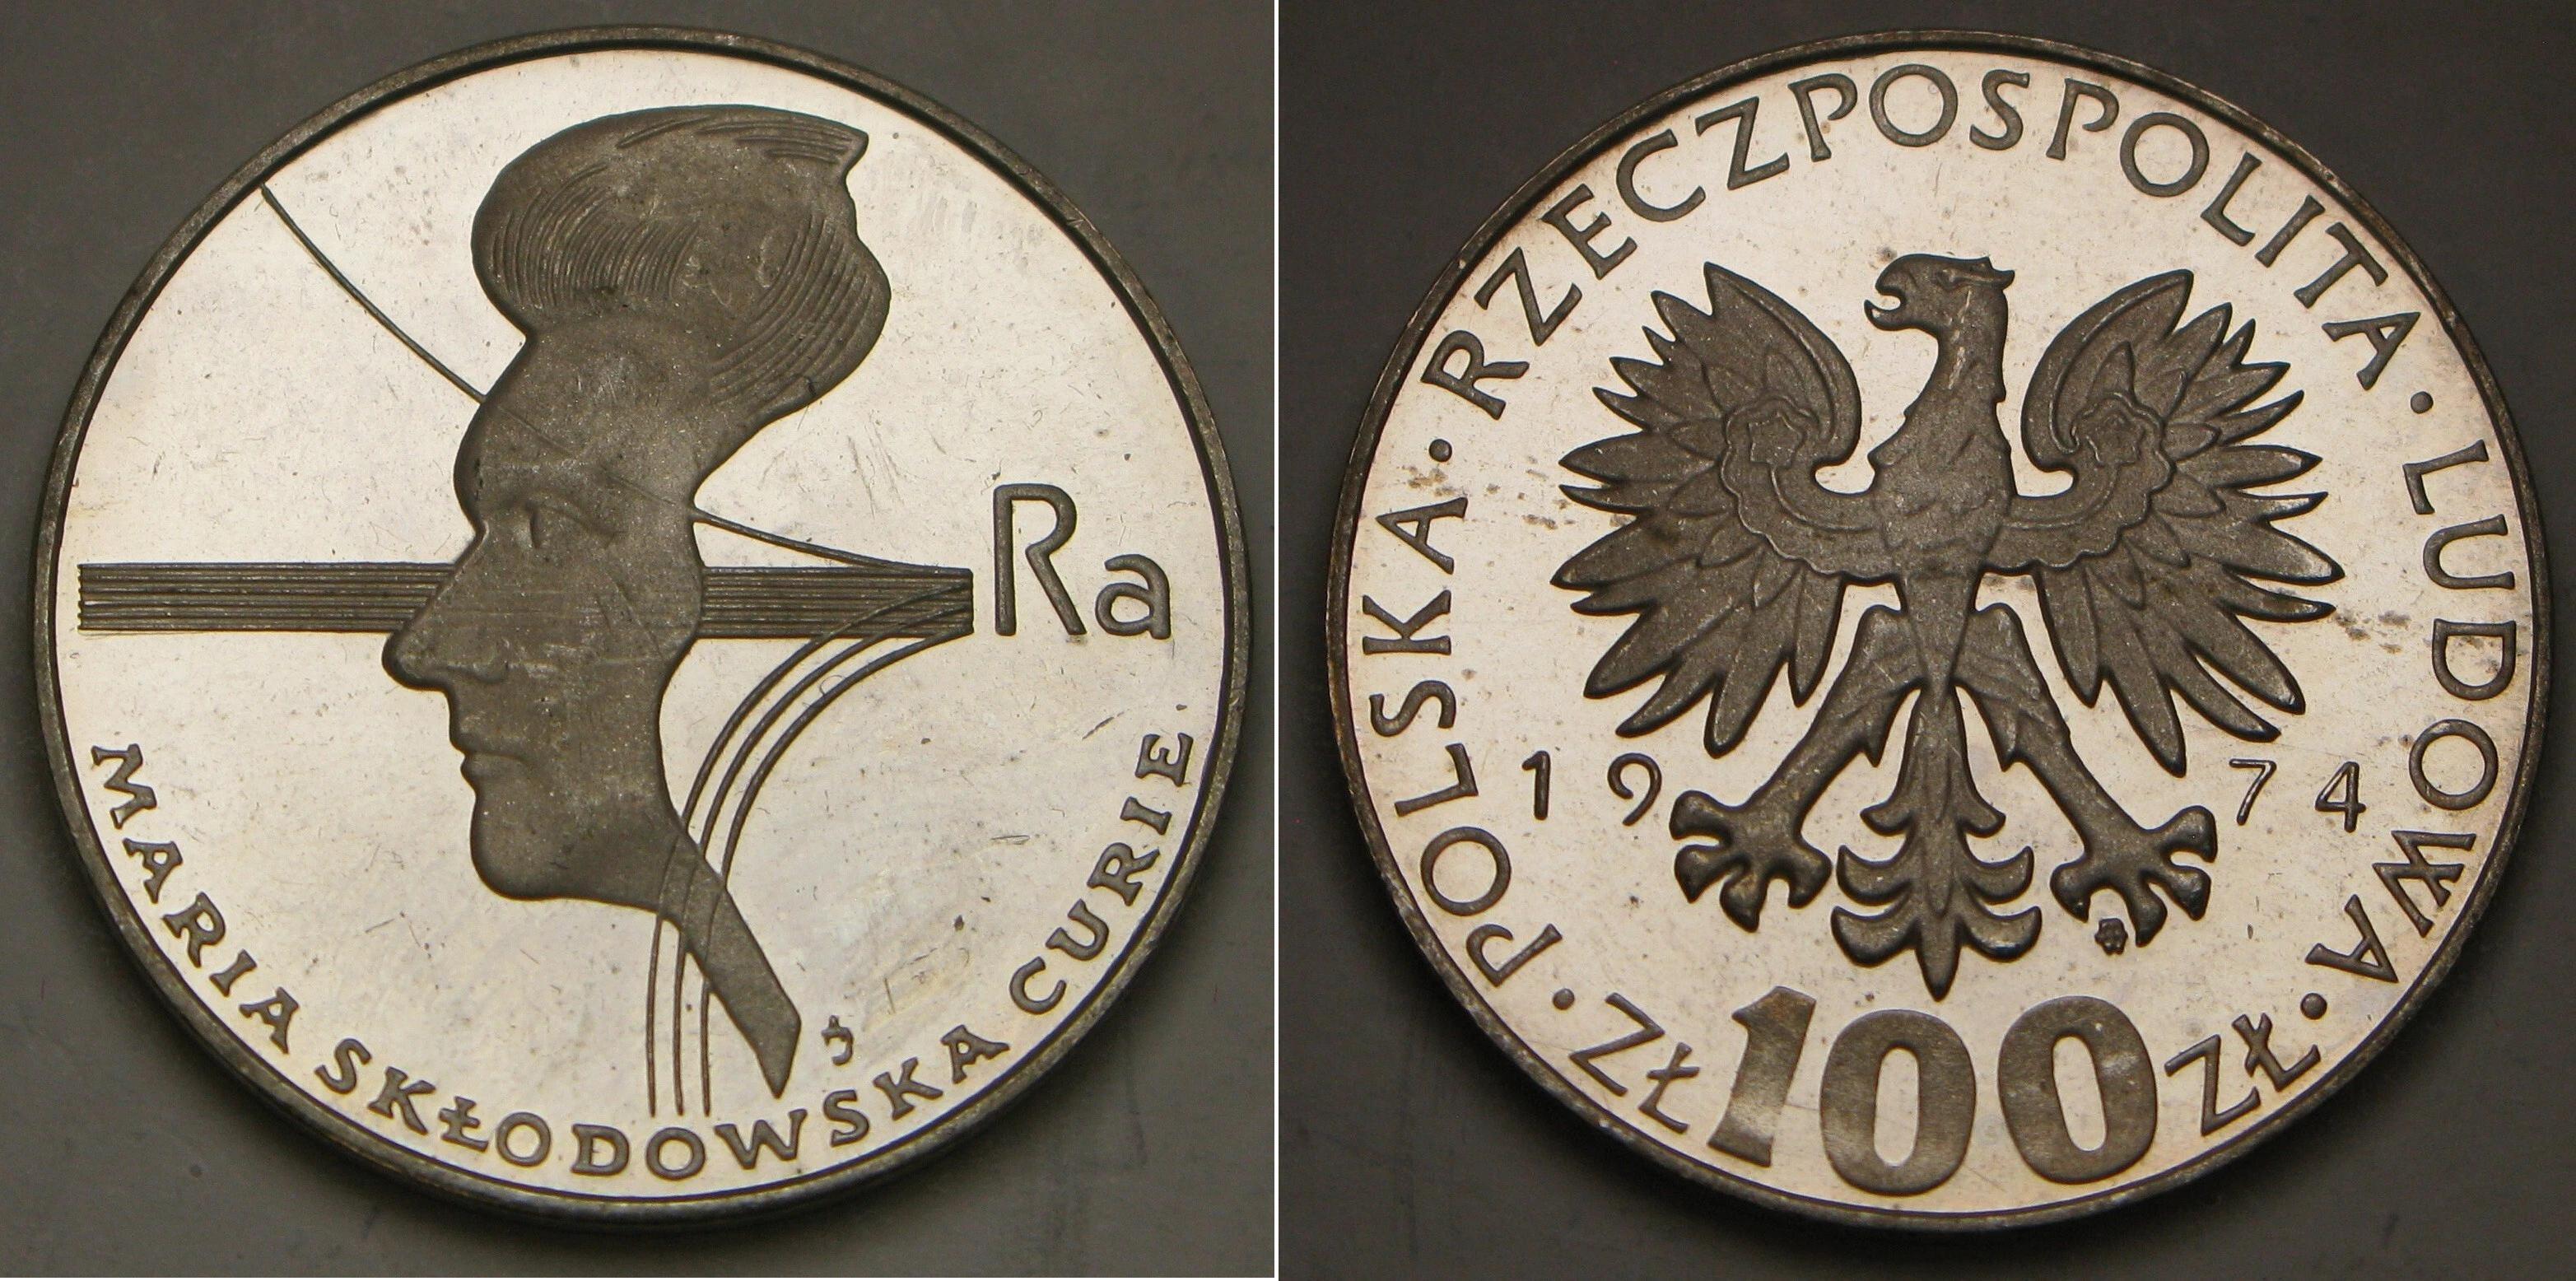 Ra
MARIA SKŁODOWSKA CURIE
POLSKA · RZECZPOSPOLITA · LUDOWA
19 74
· ZŁ 100 ZŁ ·